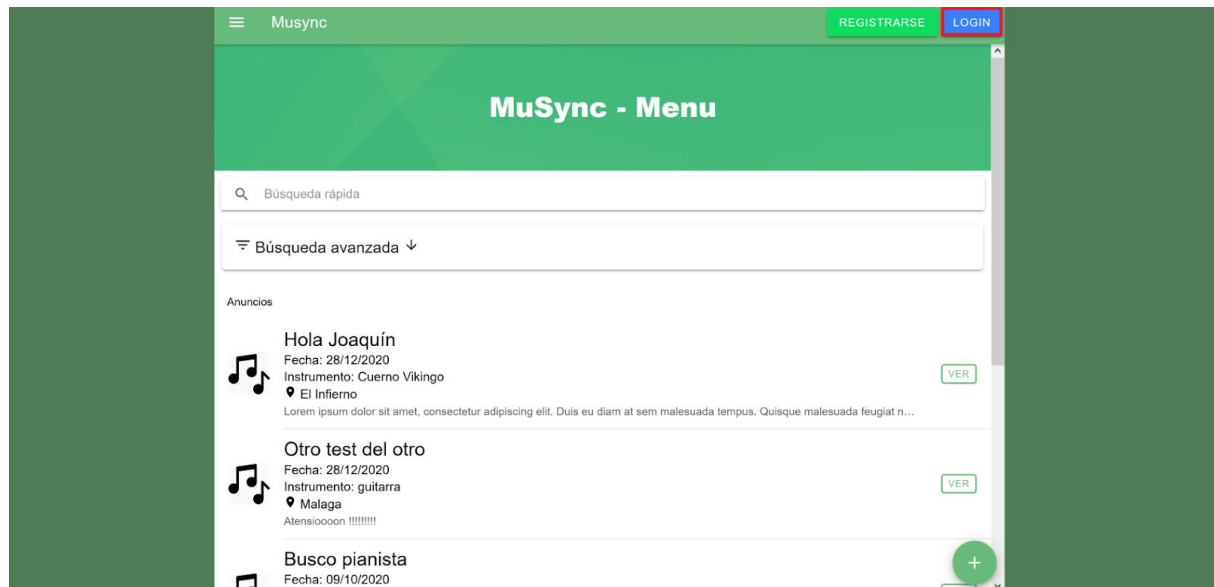 Musync
REGISTRARSE
LOGIN
MuSync - Menu
Búsqueda rápida
Búsqueda avanzada
Anuncios
Hola Joaquín
Fecha: 28/12/2020
Instrumento: Cuerno Vikingo
El Infierno
Lorem ipsum dolor sit amet, consectetur adipiscing elit. Duis eu diam at sem malesuada tempus. Quisque malesuada feugiat n…
VER
Otro test del otro
Fecha: 28/12/2020
Instrumento: guitarra
Malaga
Atensioooon !!!!!!!!!
VER
Busco pianista
Fecha: 09/10/2020